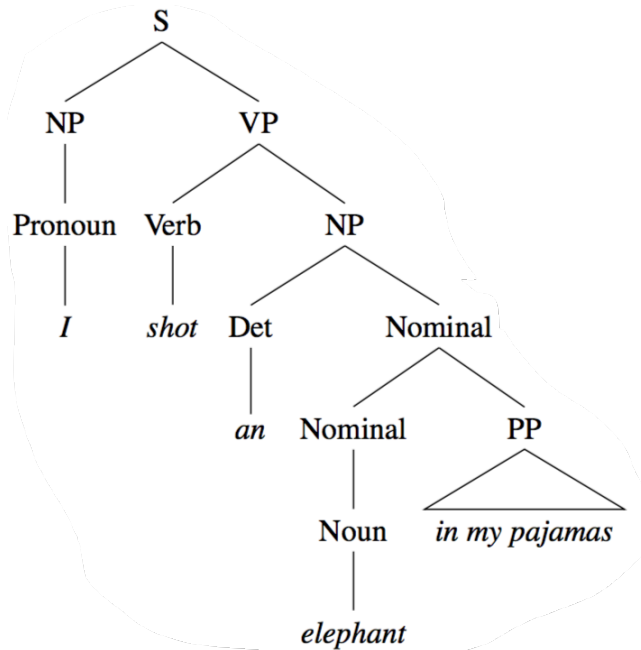 S
NP VP
Pronoun Verb NP
I shot Det Nominal
an Nominal PP
Noun in my pajamas
elephant